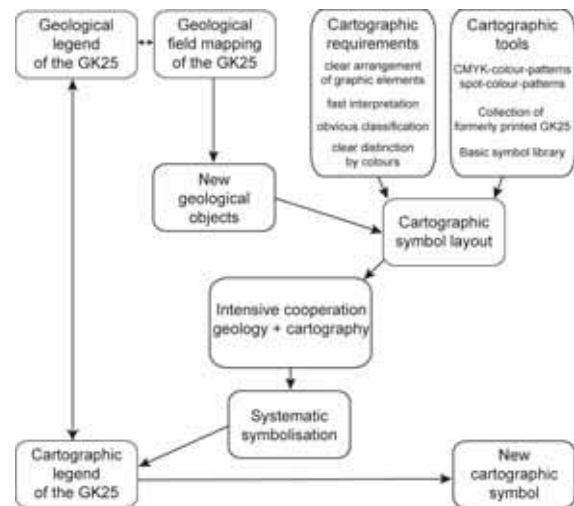 Geological
legend
of the GK25
Geological
field mapping
of the GK25
Cartographic
requirements
clear arrangement
of graphic elements
fast interpretation
obvious classification
clear distinction
by colours
Cartographic
tools
CMYK-colour-patterns
spot-colour-patterns
Collection of
formerly printed GK25
Basic symbol library
New
geological
objects
Cartographic
symbol layout
Intensive cooperation
geology + cartography
Systematic
symbolisation
Cartographic
legend
of the GK25
New
cartographic
symbol